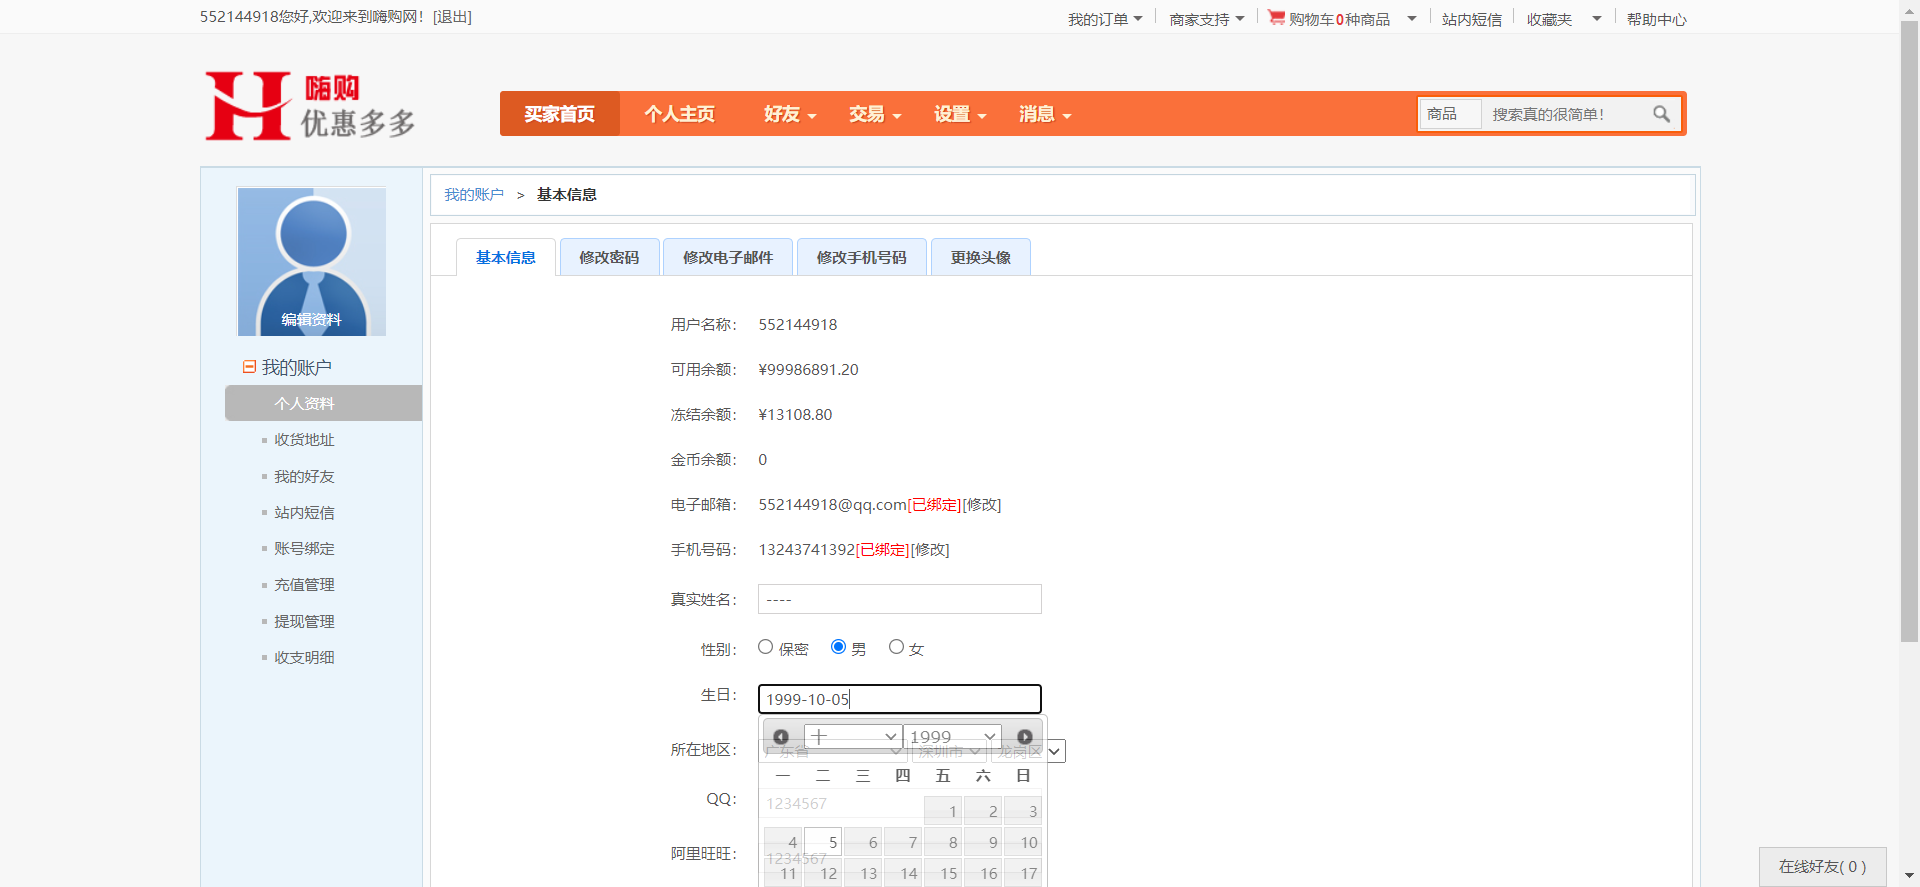 552144918您好,欢迎来到嗨购网！[退出]
我的订单 商家支持 购物车0种商品 站内短信 收藏夹 帮助中心
嗨购
优惠多多
买家首页 个人主页 好友 交易 设置 消息 商品 搜索真的很简单！
我的账户 > 基本信息
编辑资料
基本信息 修改密码 修改电子邮件 修改手机号码 更换头像
我的账户
个人资料
收货地址
我的好友
站内短信
账号绑定
充值管理
提现管理
收支明细
用户名称： 552144918
可用余额： ¥99986891.20
冻结余额： ¥13108.80
金币余额： 0
电子邮箱： 552144918@qq.com[已绑定][修改]
手机号码： 13243741392[已绑定][修改]
真实姓名： ----
性别： 保密 男 女
生日： 1999-10-05
十 1999
所在地区： 广东省 深圳市 龙岗区
一 二 三 四 五 六 日
QQ： 1234567
1 2 3
4 5 6 7 8 9 10
阿里旺旺： 1234567
11 12 13 14 15 16 17
在线好友( 0 )